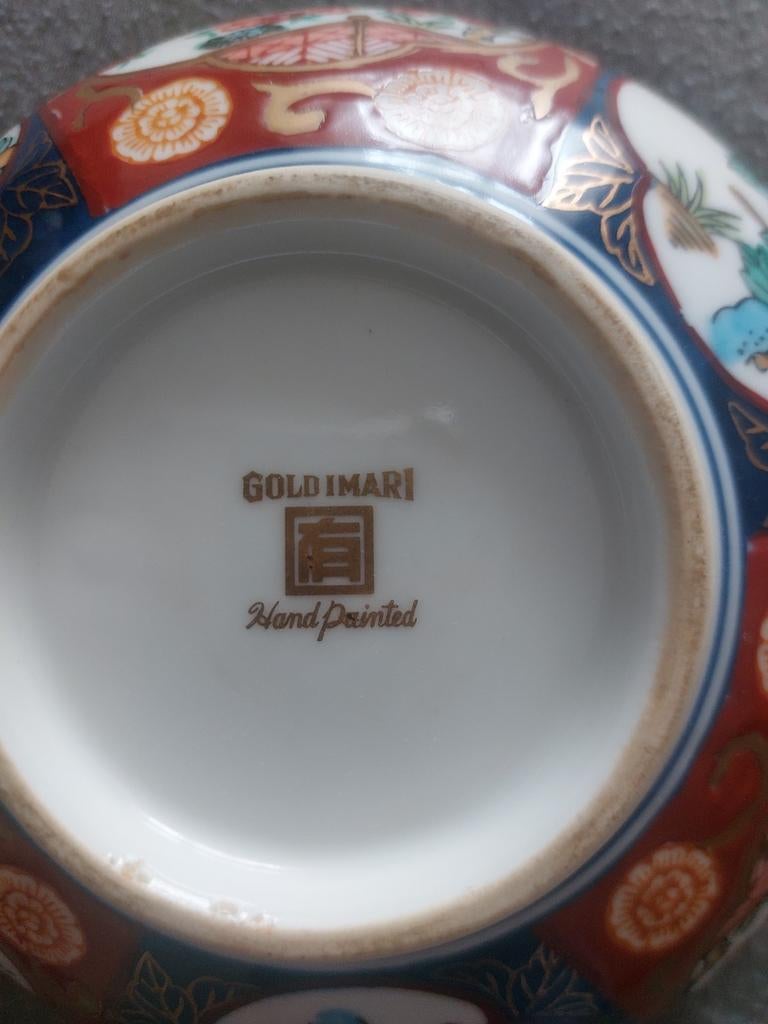 GOLD IMARI
有
Hand Painted